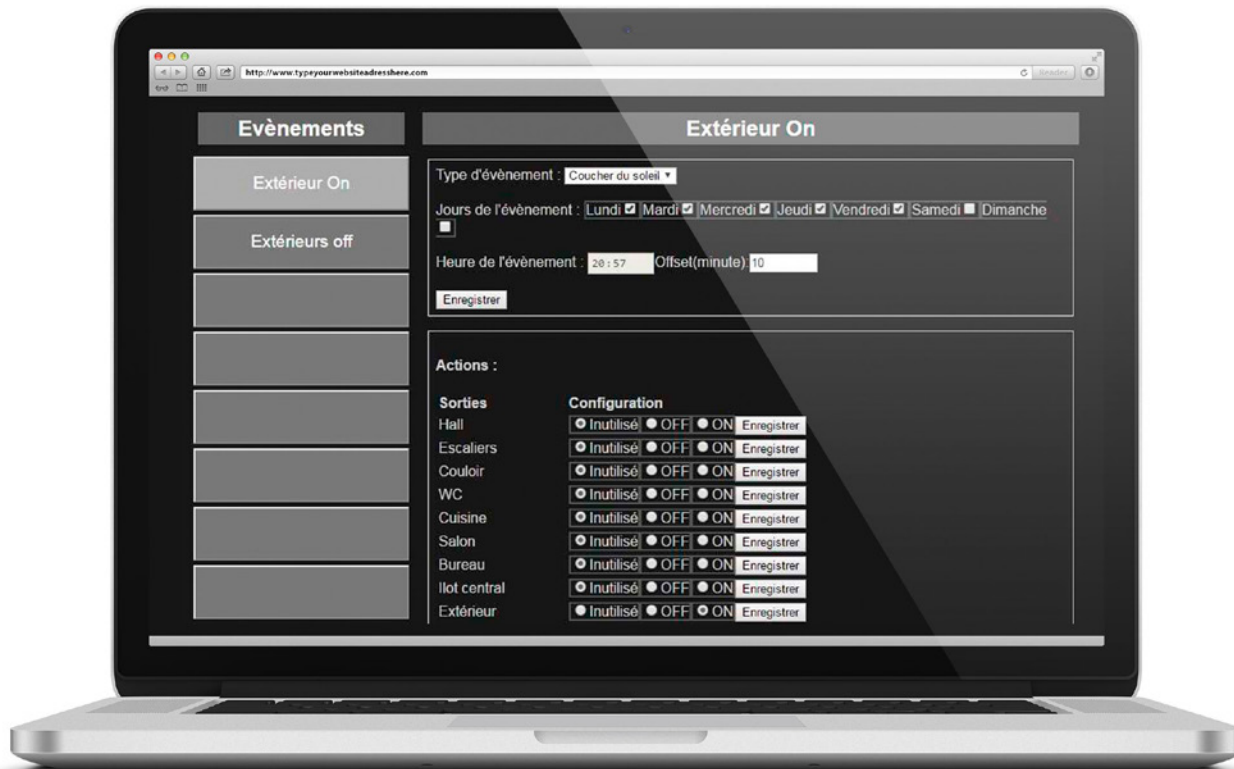 http://www.typeyourwebsiteadresshere.com
Reader
Evènements
Extérieur On
Extérieur On
Extérieurs off
Type d'évènement : Coucher du soleil
Jours de l'évènement : Lundi Mardi Mercredi Jeudi Vendredi Samedi Dimanche
Heure de l'évènement : 20:57 Offset(minute): 10
Enregistrer
Actions :
Sorties Configuration
Hall Inutilisé OFF ON Enregistrer
Escaliers Inutilisé OFF ON Enregistrer
Couloir Inutilisé OFF ON Enregistrer
WC Inutilisé OFF ON Enregistrer
Cuisine Inutilisé OFF ON Enregistrer
Salon Inutilisé OFF ON Enregistrer
Bureau Inutilisé OFF ON Enregistrer
Ilot central Inutilisé OFF ON Enregistrer
Extérieur Inutilisé OFF ON Enregistrer